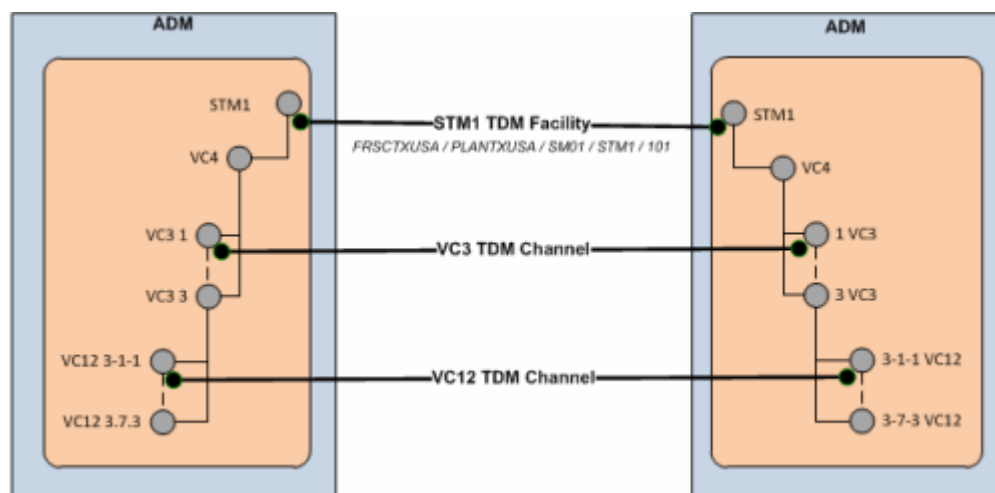 ADM
ADM
STM1
STM1 TDM Facility
STM1
FRSCTXUSA / PLANTXUSA / SM01 / STM1 / 101
VC4
VC4
VC3 1
VC3 TDM Channel
1 VC3
VC3 3
3 VC3
VC12 3-1-1
VC12 TDM Channel
3-1-1 VC12
VC12 3.7.3
3-7-3 VC12